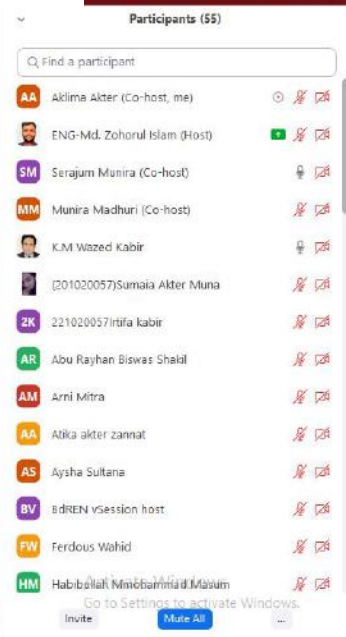 Participants (55)
Find a participant
AA Aklima Akter (Co-host, me)
ENG-Md. Zohorul Islam (Host)
SM Serajum Munira (Co-host)
MM Munira Madhuri (Co-host)
K.M Wazed Kabir
(201020057)Sumaia Akter Muna
2K 221020057Irtifa kabir
AR Abu Rayhan Biswas Shakil
AM Arni Mitra
AA Atika akter zannat
AS Aysha Sultana
BV BdREN vSession host
FW Ferdous Wahid
HM Habibellah Mmohammad Masum
Go to Settings to activate Windows.
Invite Mute All ...